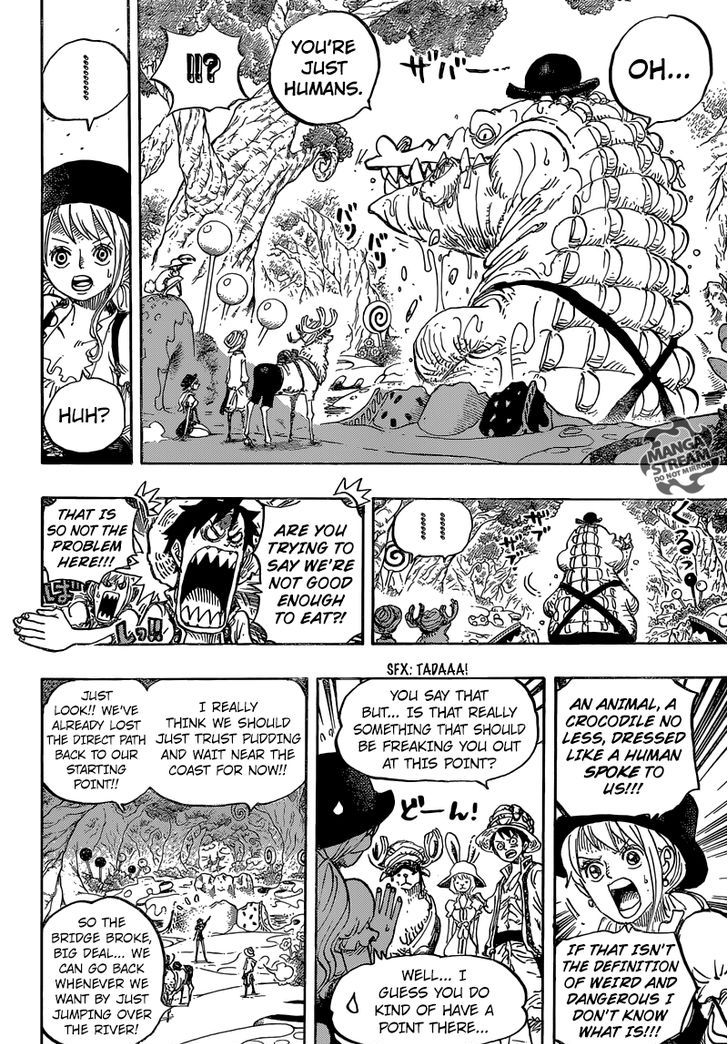 OH...
ザバー
YOU'RE
JUST
HUMANS.
!!?
HUH?
MANGA
STREAM
DO NOT MIRROR
ARE YOU
TRYING TO
SAY WE'RE
NOT GOOD
ENOUGH
TO EAT?!
THAT IS
SO NOT THE
PROBLEM
HERE!!!
AN ANIMAL, A
CROCODILE NO
LESS, DRESSED
LIKE A HUMAN
SPOKE TO
US!!!
IF THAT ISN'T
THE DEFINITION
OF WEIRD AND
DANGEROUS I
DON'T KNOW
WHAT IS!!!
SFX: TADAAA!
YOU SAY THAT
BUT... IS THAT REALLY
SOMETHING THAT SHOULD
BE FREAKING YOU OUT
AT THIS POINT?
どーん!
WELL... I
GUESS YOU DO
KIND OF HAVE A
POINT THERE...
I REALLY
THINK WE SHOULD
JUST TRUST PUDDING
AND WAIT NEAR THE
COAST FOR NOW!!
JUST
LOOK!! WE'VE
ALREADY LOST
THE DIRECT PATH
BACK TO OUR
STARTING
POINT!!
SO THE
BRIDGE BROKE,
BIG DEAL... WE
CAN GO BACK
WHENEVER WE
WANT BY JUST
JUMPING OVER
THE RIVER!